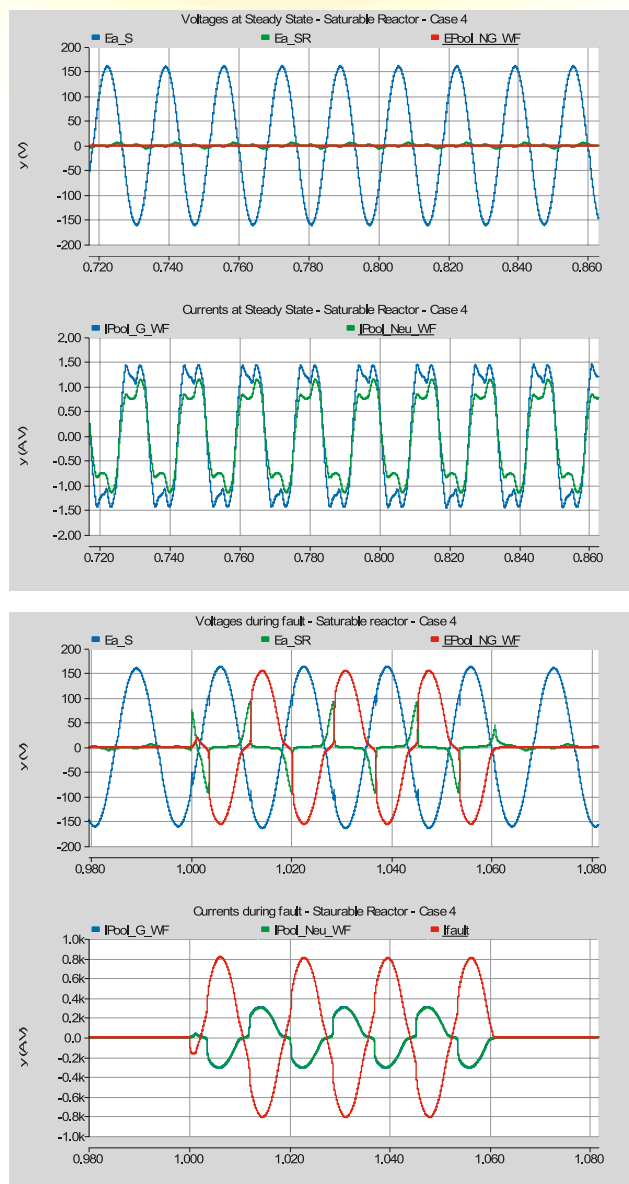 Voltages at Steady State - Saturable Reactor - Case 4
Ea_S Ea_SR EPool_NG_WF
y (V)
200
150
100
50
0
-50
-100
-150
-200
0.720 0.740 0.760 0.780 0.800 0.820 0.840 0.860
Currents at Steady State - Saturable Reactor - Case 4
IPool_G_WF IPool_Neu_WF
y (A.V)
2.00
1.50
1.00
0.50
0.00
-0.50
-1.00
-1.50
-2.00
0.720 0.740 0.760 0.780 0.800 0.820 0.840 0.860
Voltages during fault - Saturable reactor - Case 4
Ea_S Ea_SR EPool_NG_WF
y (V)
200
150
100
50
0
-50
-100
-150
-200
0.980 1.000 1.020 1.040 1.060 1.080
Currents during fault - Staurable Reactor - Case 4
IPool_G_WF IPool_Neu_WF Ifault
y (A.V)
1.0k
0.8k
0.6k
0.4k
0.2k
0.0
-0.2k
-0.4k
-0.6k
-0.8k
-1.0k
0.980 1.000 1.020 1.040 1.060 1.080